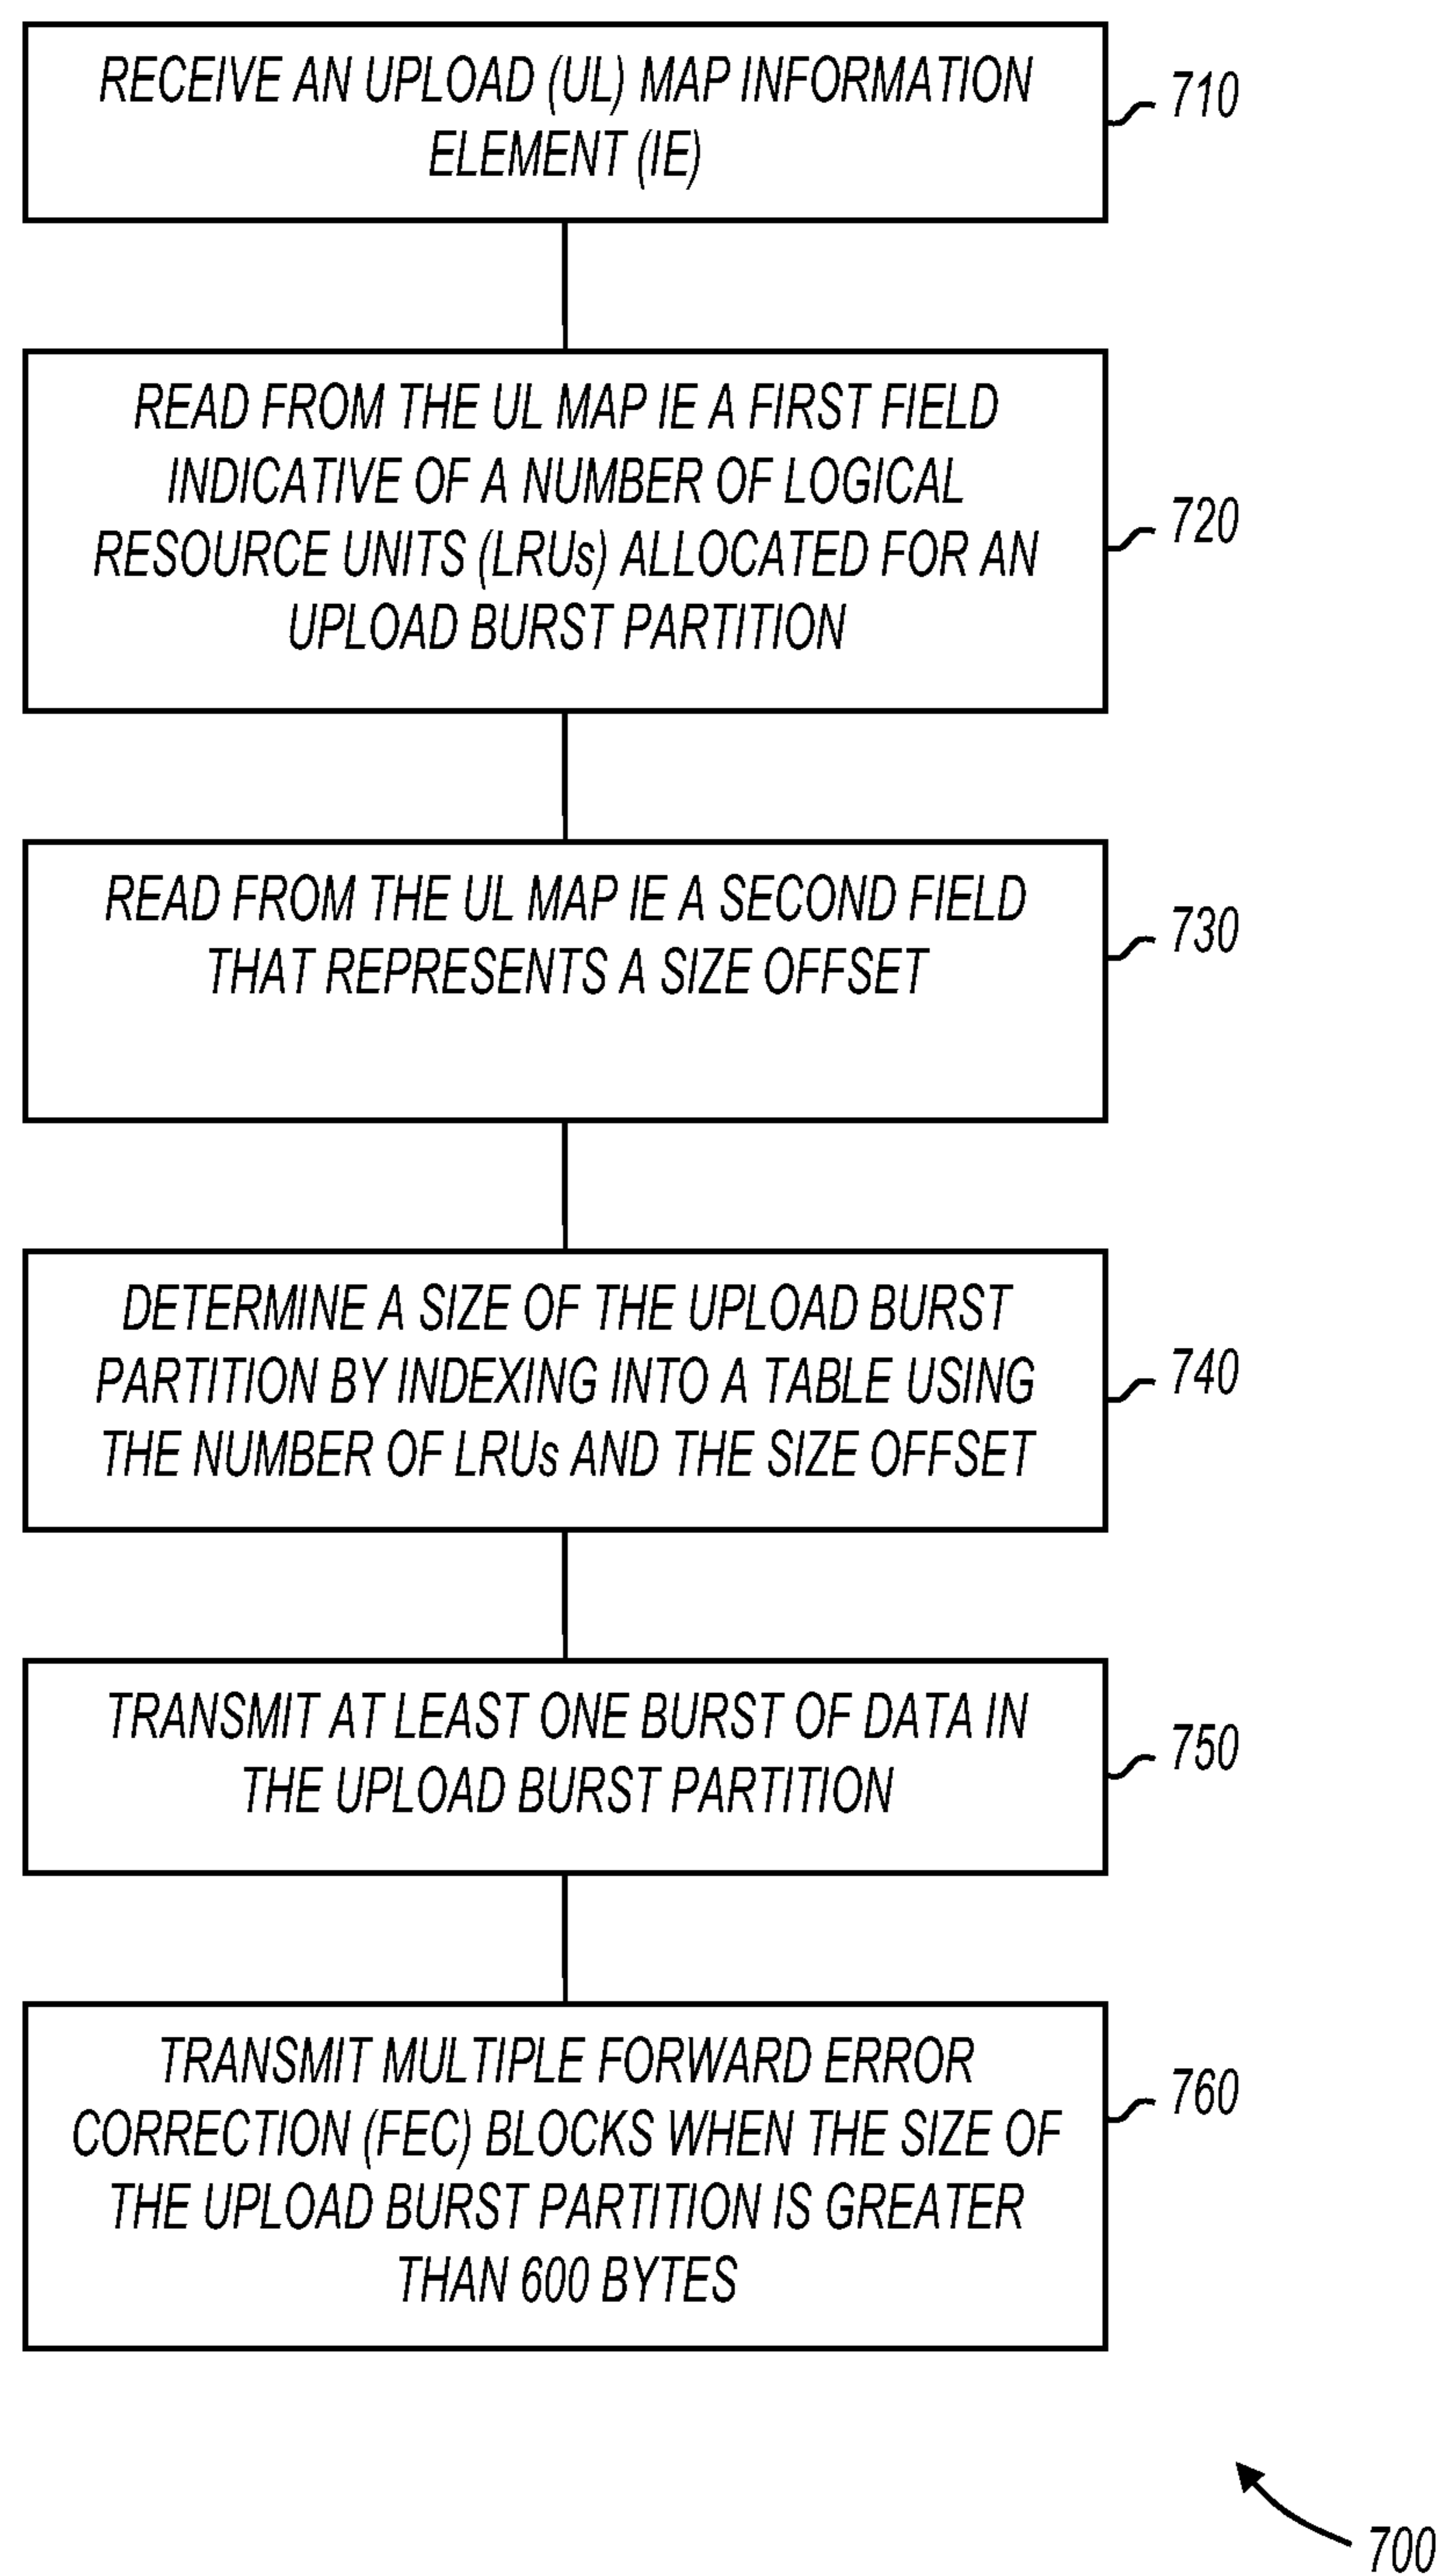 RECEIVE AN UPLOAD (UL) MAP INFORMATION
ELEMENT (IE)
710
READ FROM THE UL MAP IE A FIRST FIELD
INDICATIVE OF A NUMBER OF LOGICAL
RESOURCE UNITS (LRUs) ALLOCATED FOR AN
UPLOAD BURST PARTITION
720
READ FROM THE UL MAP IE A SECOND FIELD
THAT REPRESENTS A SIZE OFFSET
730
DETERMINE A SIZE OF THE UPLOAD BURST
PARTITION BY INDEXING INTO A TABLE USING
THE NUMBER OF LRUs AND THE SIZE OFFSET
740
TRANSMIT AT LEAST ONE BURST OF DATA IN
THE UPLOAD BURST PARTITION
750
TRANSMIT MULTIPLE FORWARD ERROR
CORRECTION (FEC) BLOCKS WHEN THE SIZE OF
THE UPLOAD BURST PARTITION IS GREATER
THAN 600 BYTES
760
700